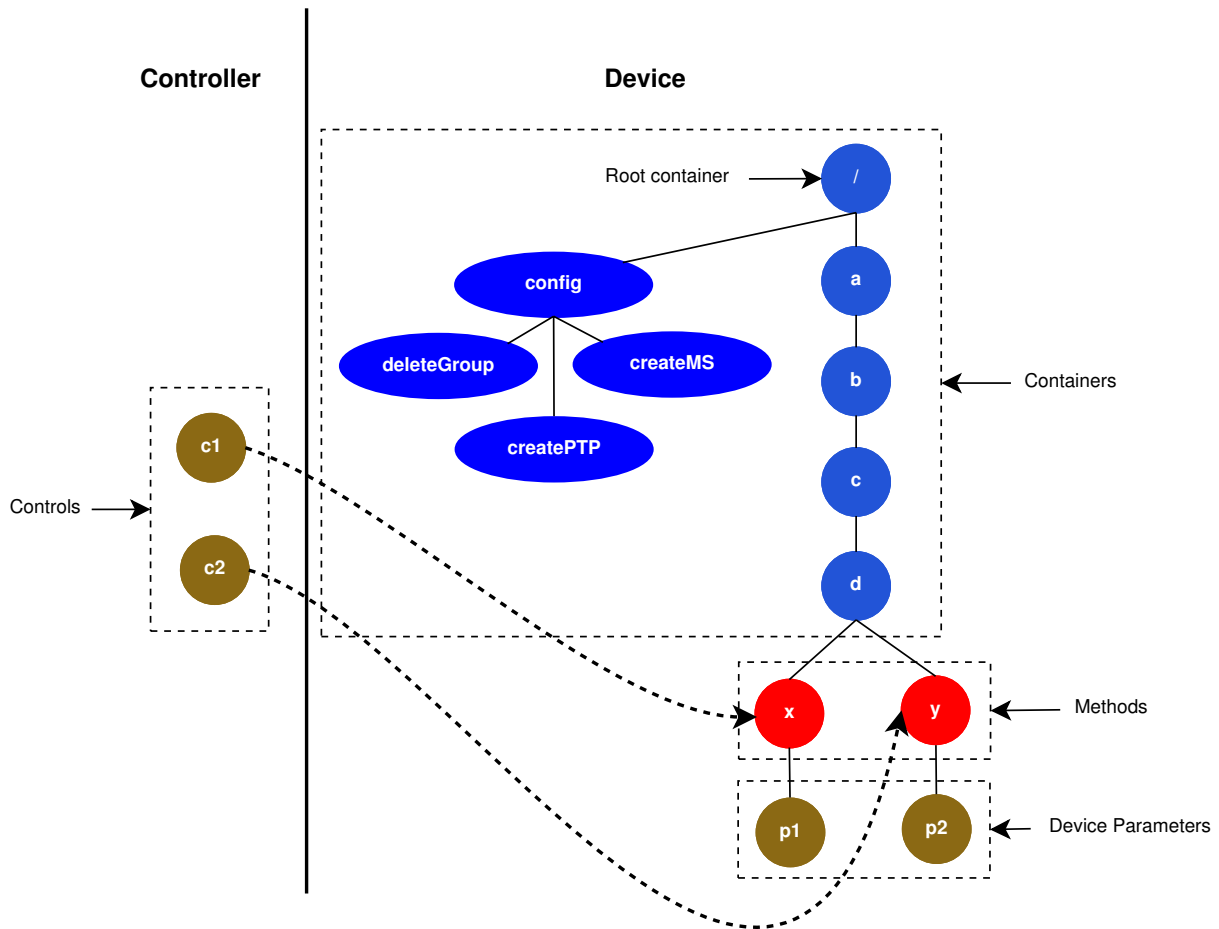 Controller
Device
Root container
/
config
a
deleteGroup
createMS
b
Containers
createPTP
c1
c
Controls
c2
d
x
y
Methods
p1
p2
Device Parameters